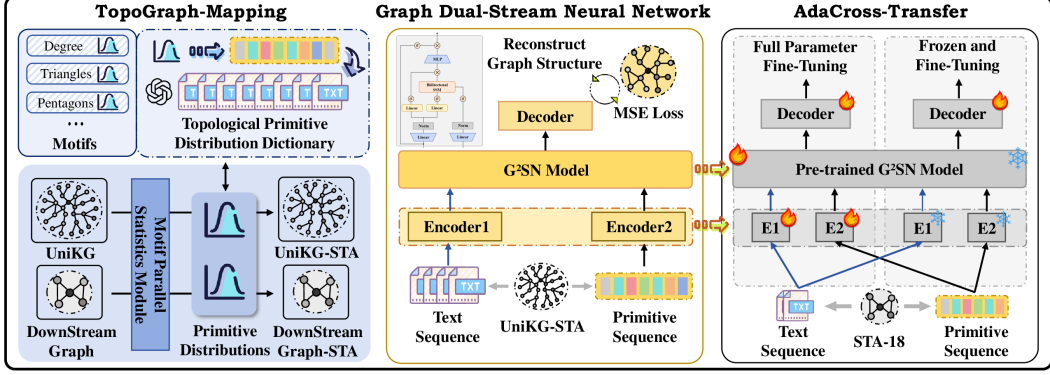 TopoGraph-Mapping
Degree
Triangles
Pentagons
...
Motifs
T T T T T T T TXT
Topological Primitive
Distribution Dictionary
UniKG
DownStream
Graph
Motif Parallel
Statistics Module
Primitive
Distributions
UniKG-STA
DownStream
Graph-STA
Graph Dual-Stream Neural Network
MLP
Bidirectional
SSM
Linear
Linear
Norm
Norm
Linear
Linear
Reconstruct
Graph Structure
MSE Loss
Decoder
G²SN Model
Encoder1
Encoder2
T T T TXT
Text
Sequence
UniKG-STA
Primitive
Sequence
AdaCross-Transfer
Full Parameter
Fine-Tuning
Frozen and
Fine-Tuning
Decoder
Decoder
Pre-trained G²SN Model
E1
E2
E1
E2
TXT
Text
Sequence
STA-18
Primitive
Sequence